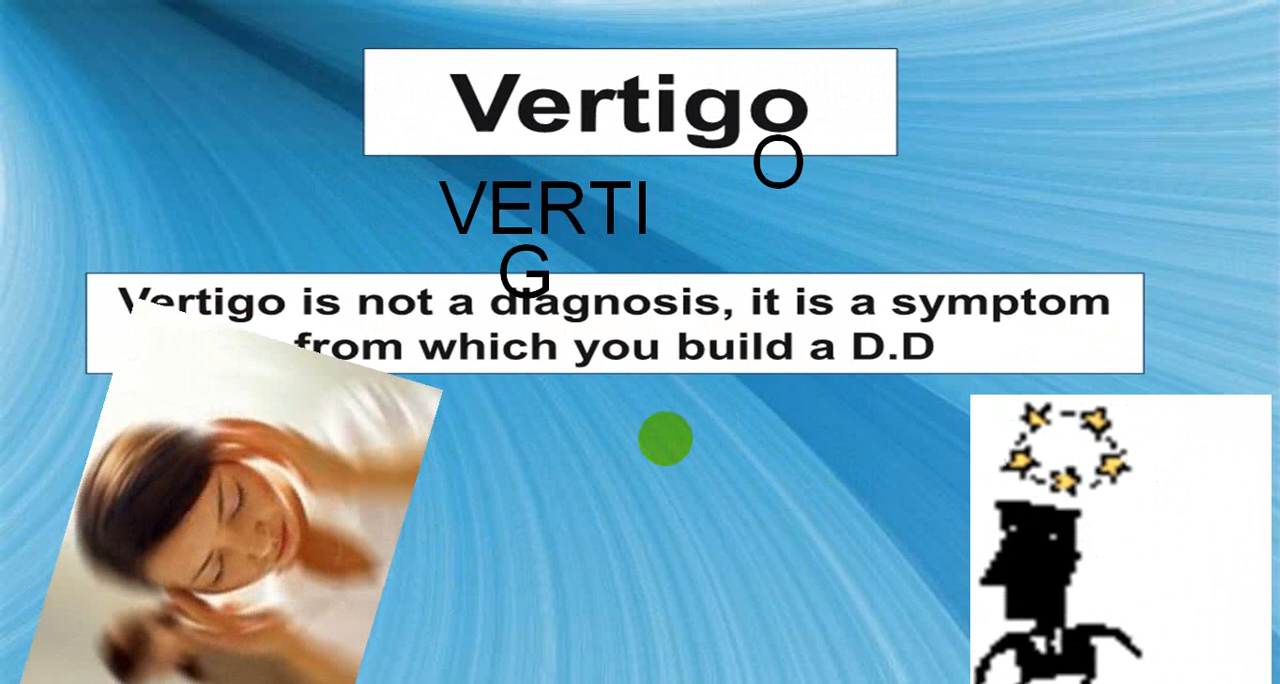 Vertigo
O
VERTI
G
Vertigo is not a diagnosis, it is a symptom
from which you build a D.D